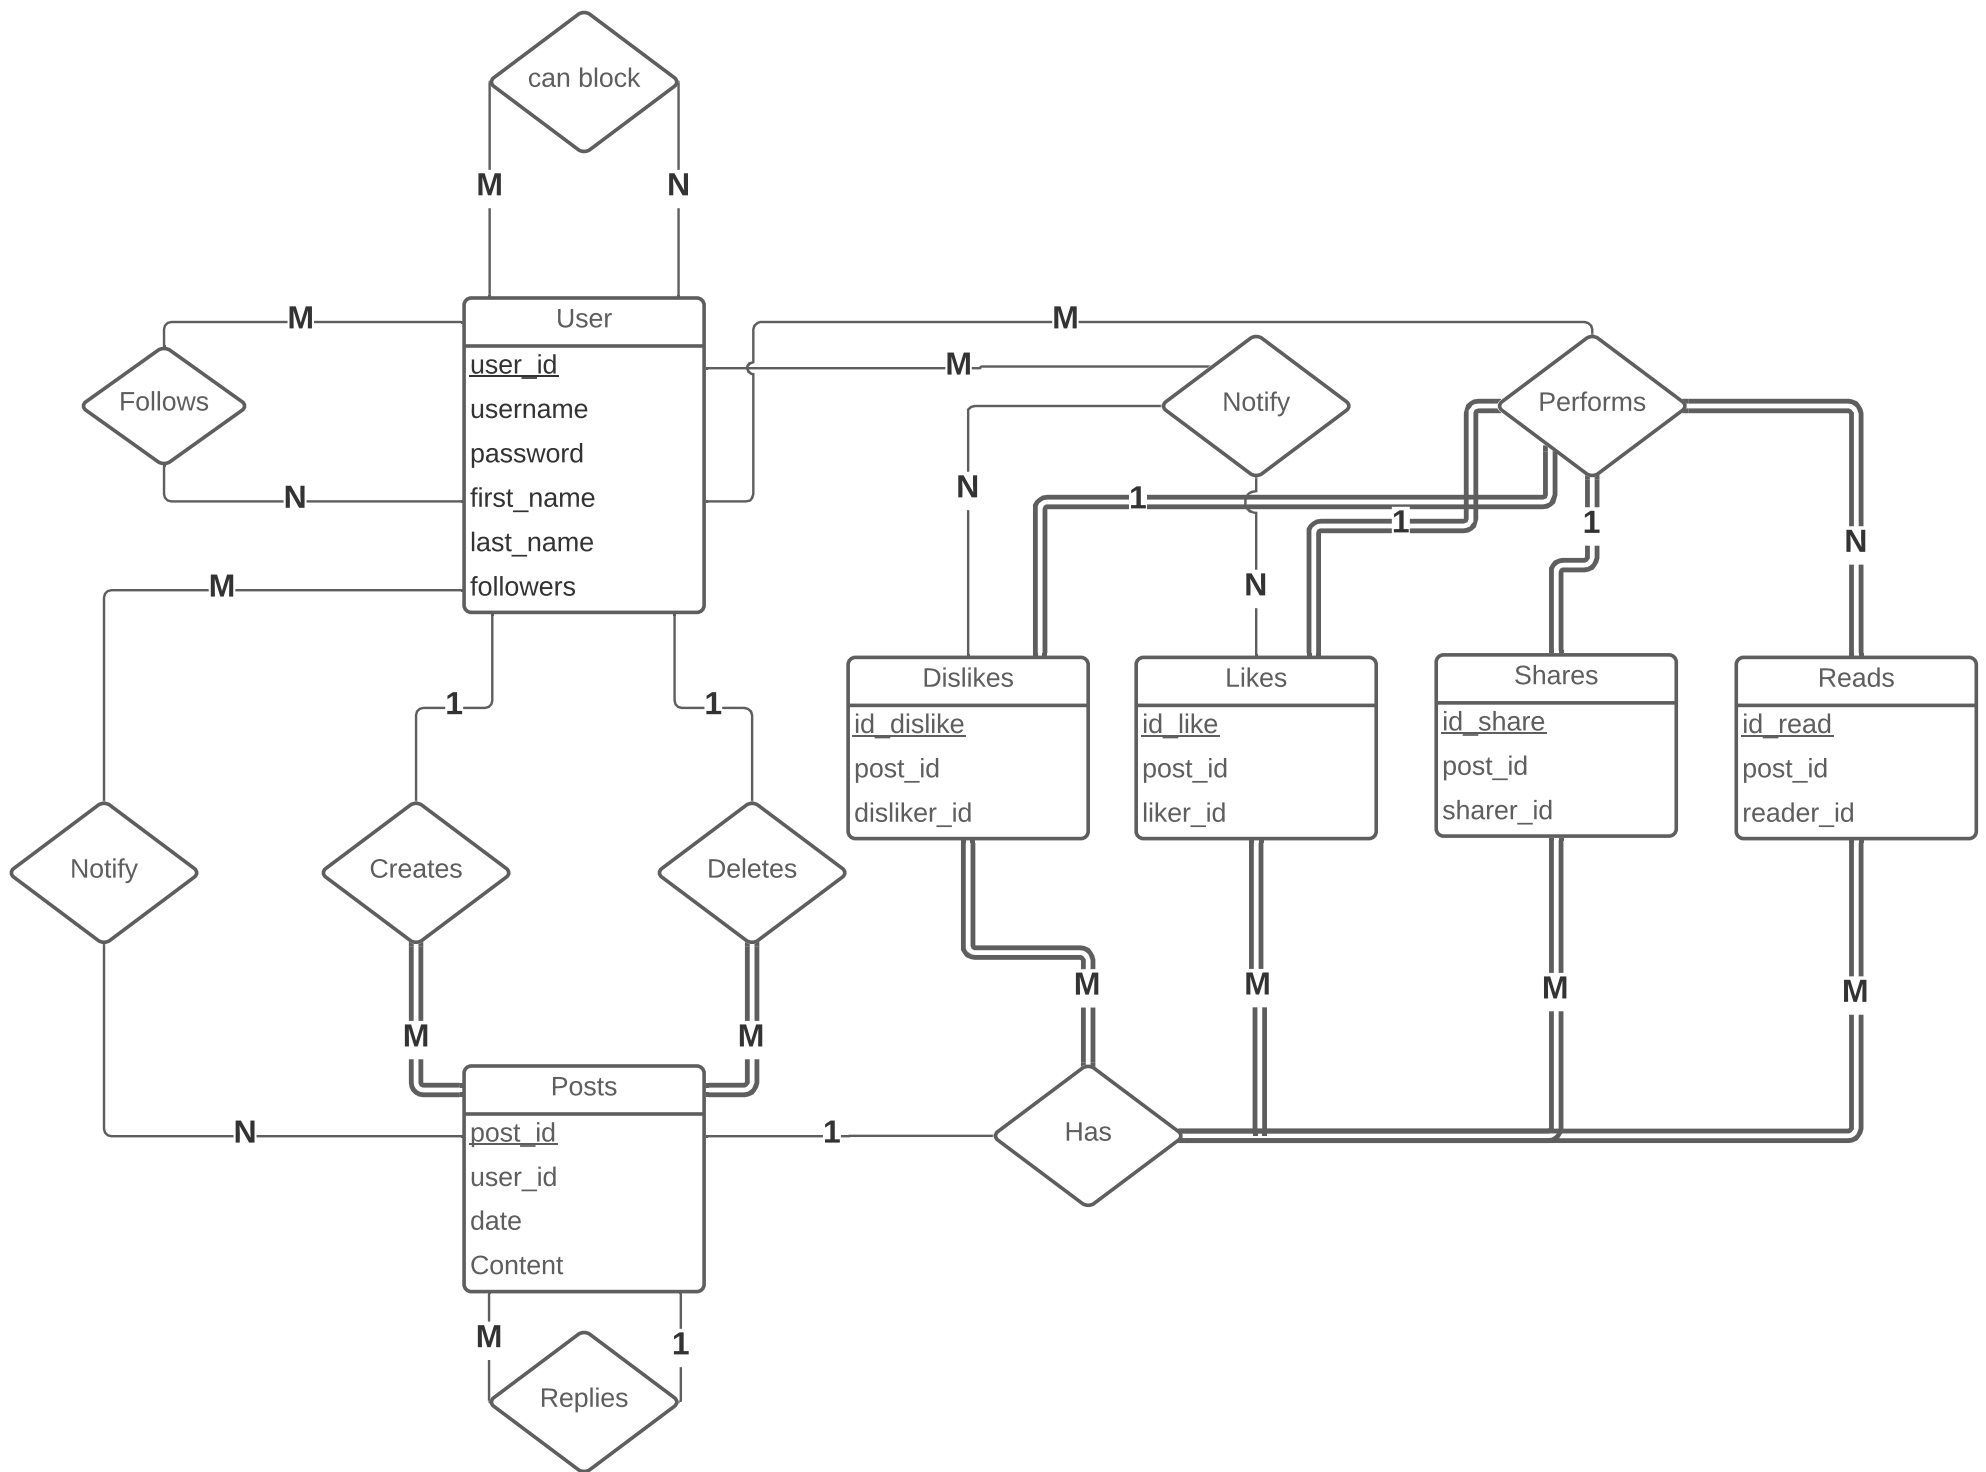 can block
M
N
User
user_id
username
password
first_name
last_name
followers
M
Follows
N
M
M
Notify
Performs
N
1
1
1
N
N
M
1
1
Dislikes
id_dislike
post_id
disliker_id
Likes
id_like
post_id
liker_id
Shares
id_share
post_id
sharer_id
Reads
id_read
post_id
reader_id
Notify
Creates
Deletes
M
M
M
M
M
M
N
Posts
post_id
user_id
date
Content
1
Has
M
1
Replies